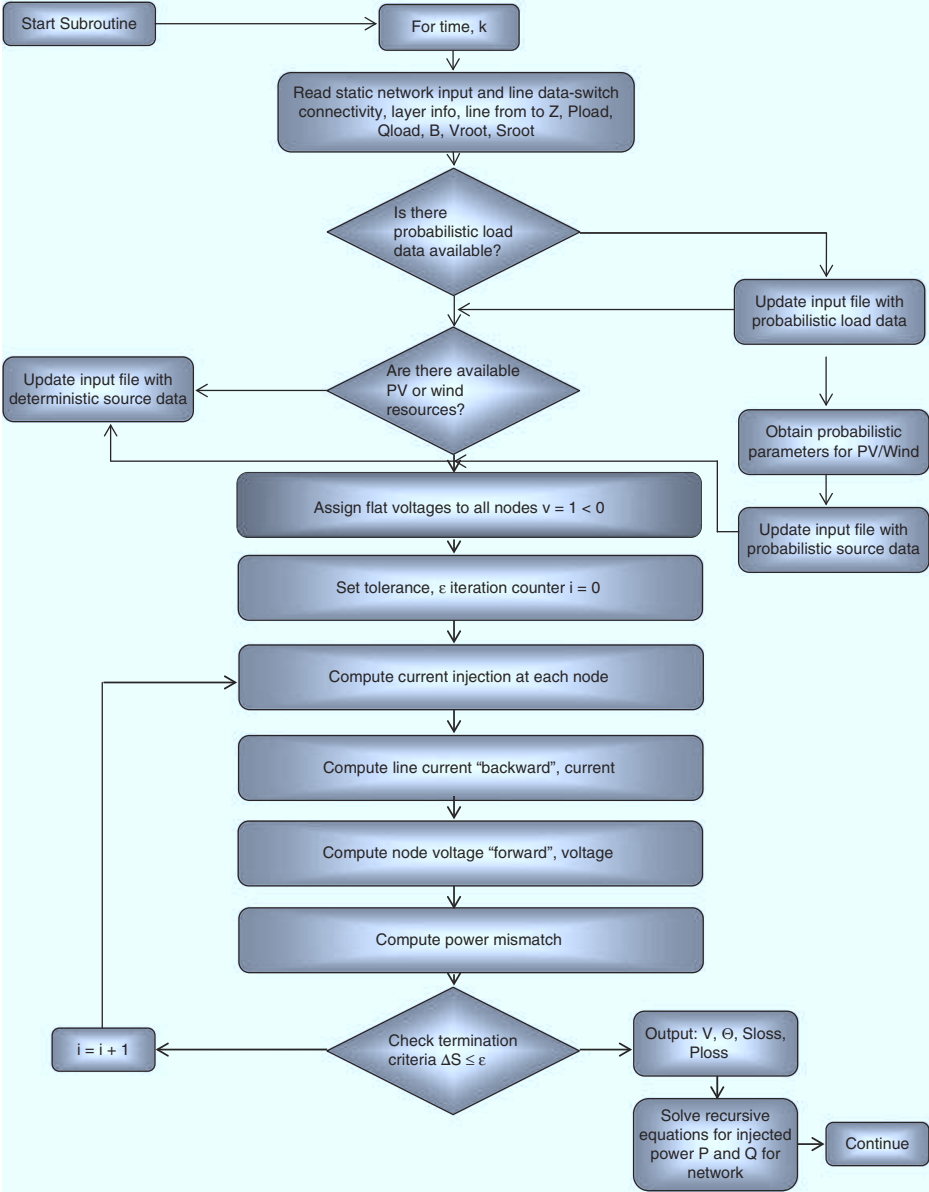 Start Subroutine
For time, k
Read static network input and line data-switch
connectivity, layer info, line from to Z, Pload,
Qload, B, Vroot, Sroot
Is there
probabilistic load
data available?
Update input file with
probabilistic load data
Are there available
PV or wind
resources?
Update input file with
deterministic source data
Obtain probabilistic
parameters for PV/Wind
Update input file with
probabilistic source data
Assign flat voltages to all nodes v = 1 < 0
Set tolerance, ε iteration counter i = 0
Compute current injection at each node
Compute line current “backward”, current
Compute node voltage “forward”, voltage
Compute power mismatch
Check termination
criteria ΔS ≤ ε
i = i + 1
Output: V, Θ, Sloss,
Ploss
Solve recursive
equations for injected
power P and Q for
network
Continue